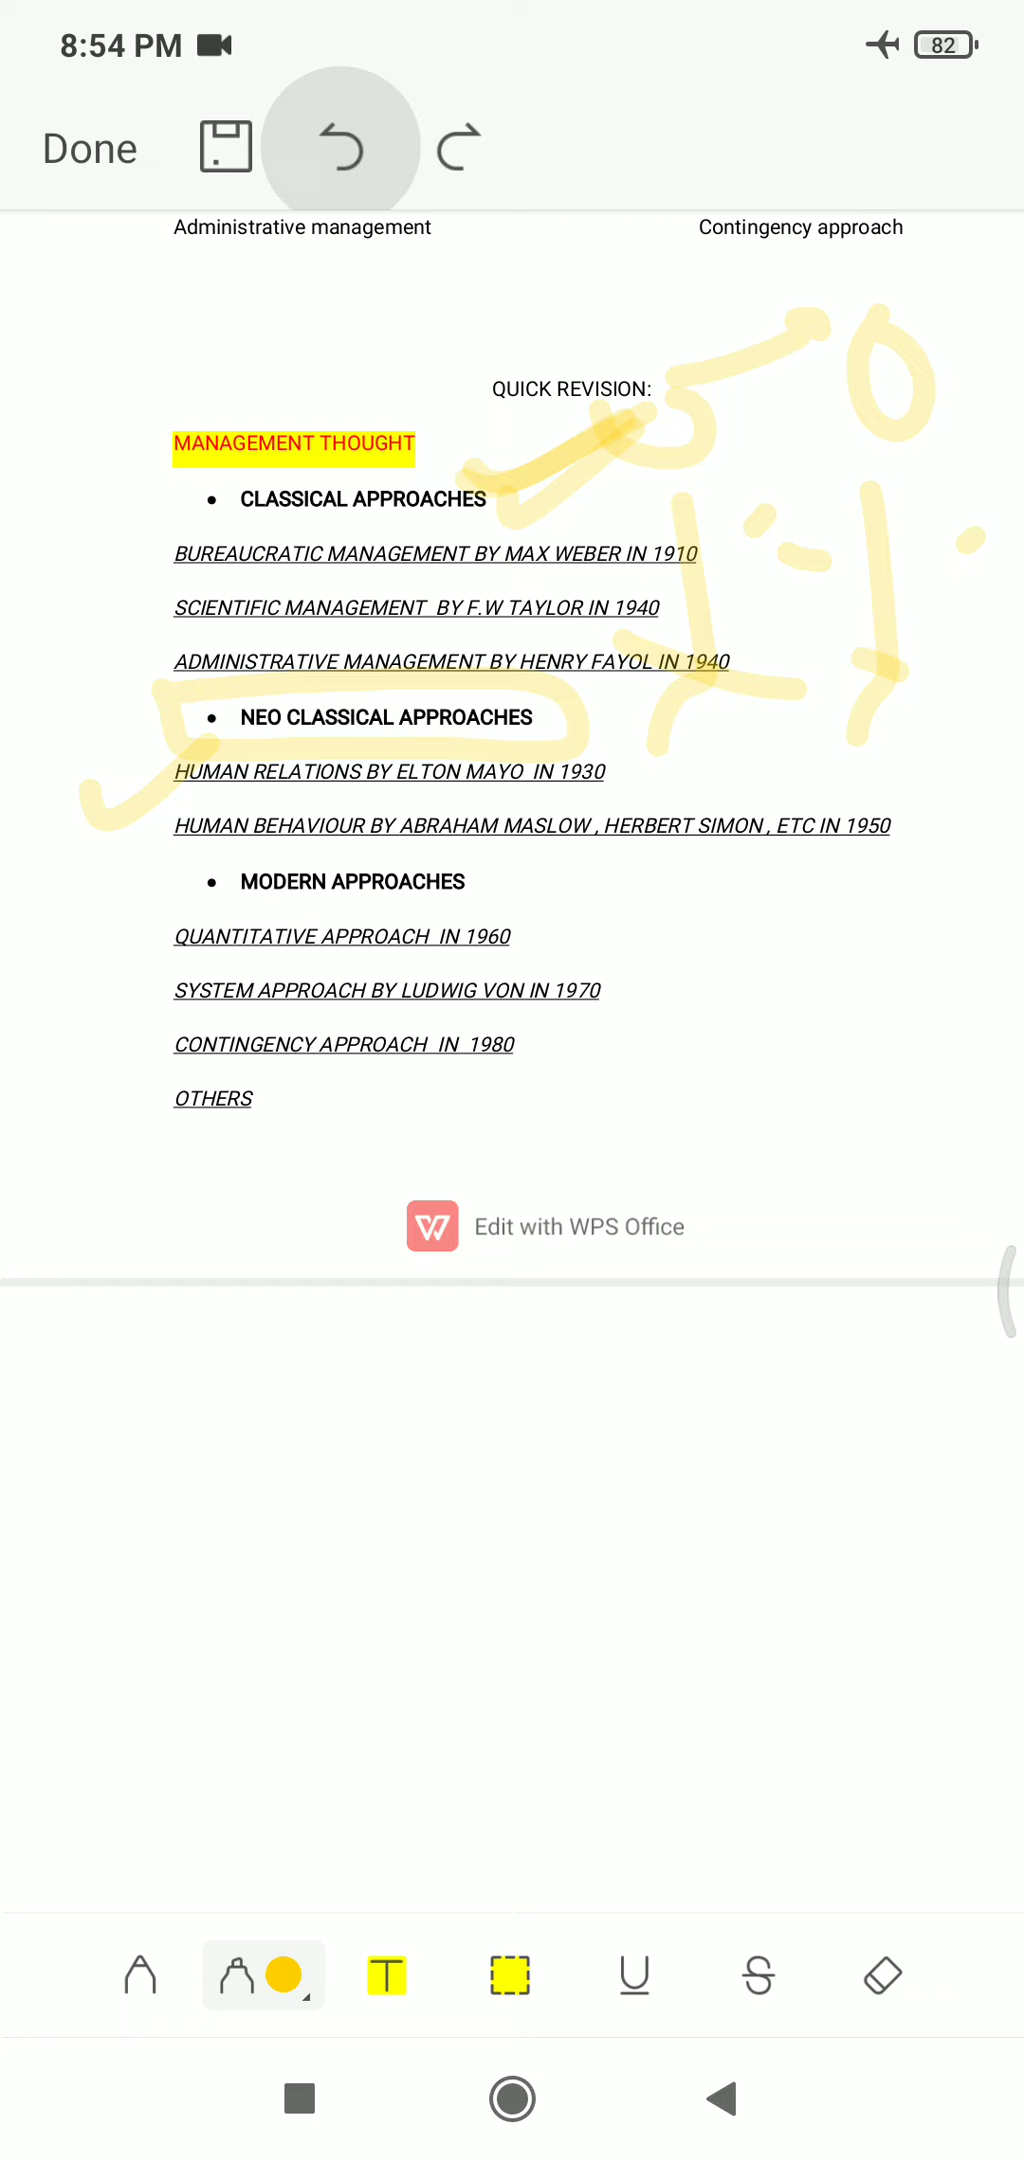 8:54 PM 82
Done
Administrative management Contingency approach
QUICK REVISION:
MANAGEMENT THOUGHT
● CLASSICAL APPROACHES
BUREAUCRATIC MANAGEMENT BY MAX WEBER IN 1910
SCIENTIFIC MANAGEMENT BY F.W TAYLOR IN 1940
ADMINISTRATIVE MANAGEMENT BY HENRY FAYOL IN 1940
● NEO CLASSICAL APPROACHES
HUMAN RELATIONS BY ELTON MAYO IN 1930
HUMAN BEHAVIOUR BY ABRAHAM MASLOW , HERBERT SIMON , ETC IN 1950
● MODERN APPROACHES
QUANTITATIVE APPROACH IN 1960
SYSTEM APPROACH BY LUDWIG VON IN 1970
CONTINGENCY APPROACH IN 1980
OTHERS
Edit with WPS Office